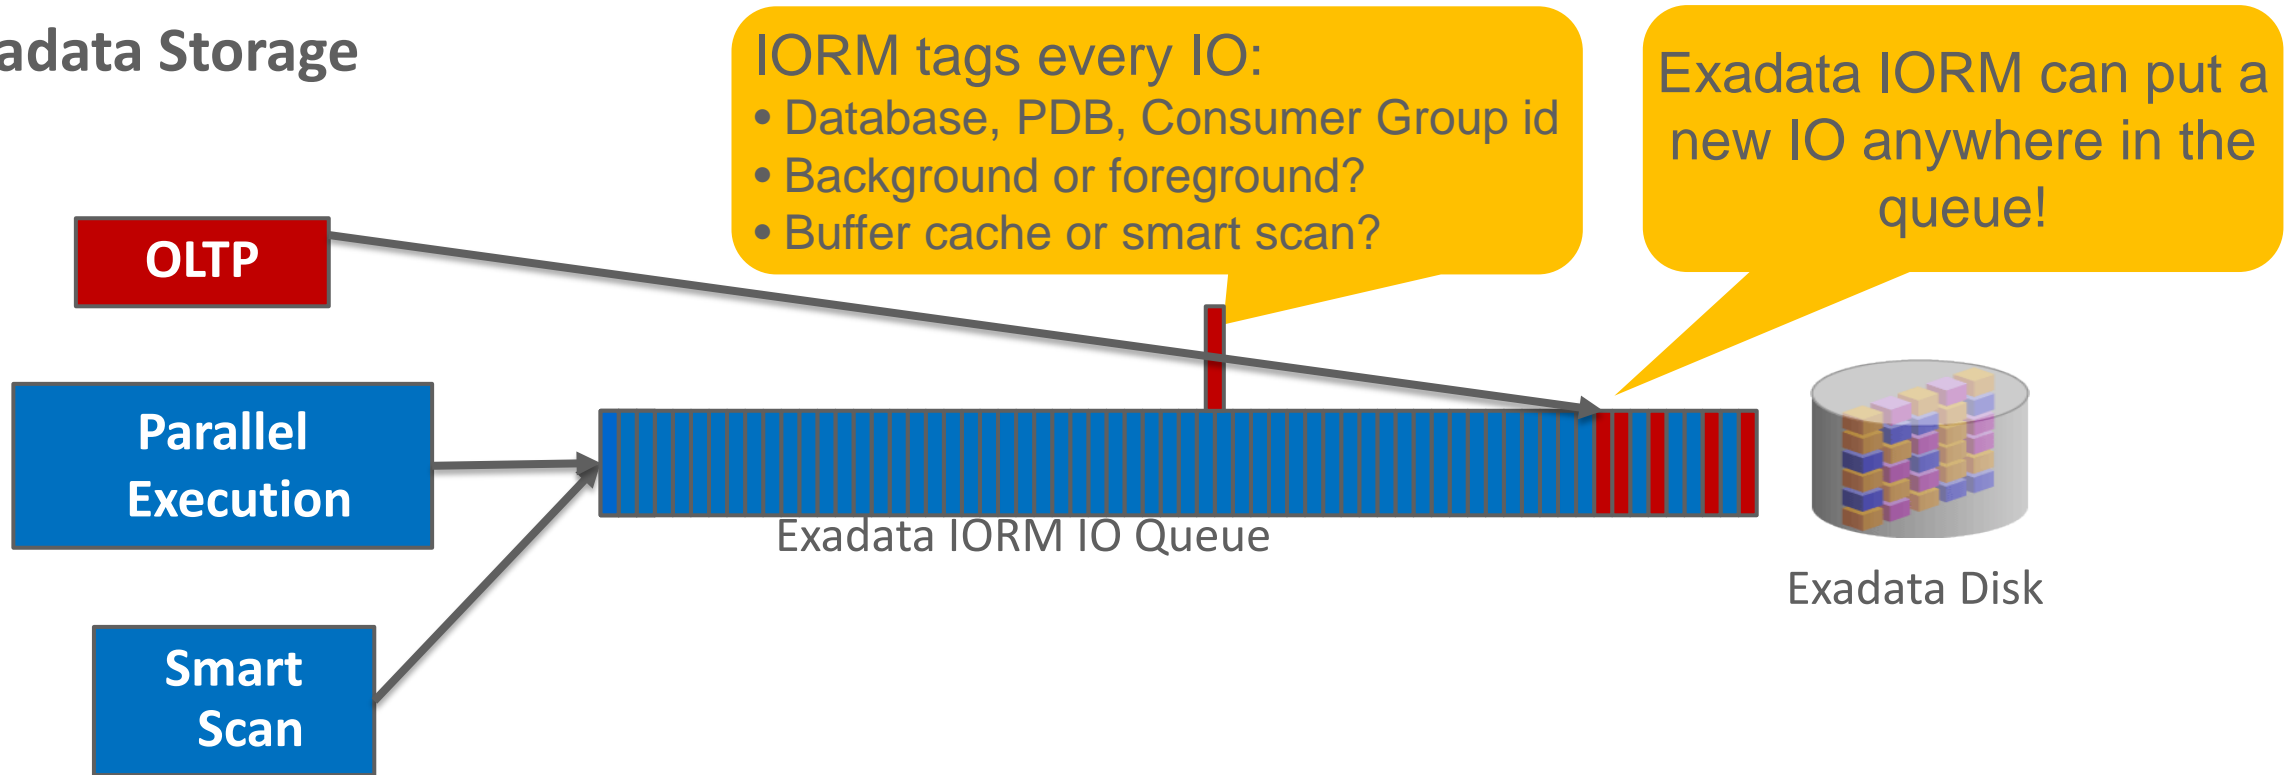 adata Storage
IORM tags every IO:
• Database, PDB, Consumer Group id
• Background or foreground?
• Buffer cache or smart scan?
Exadata IORM can put a
new IO anywhere in the
queue!
OLTP
Parallel
Execution
Smart
Scan
Exadata IORM IO Queue
Exadata Disk